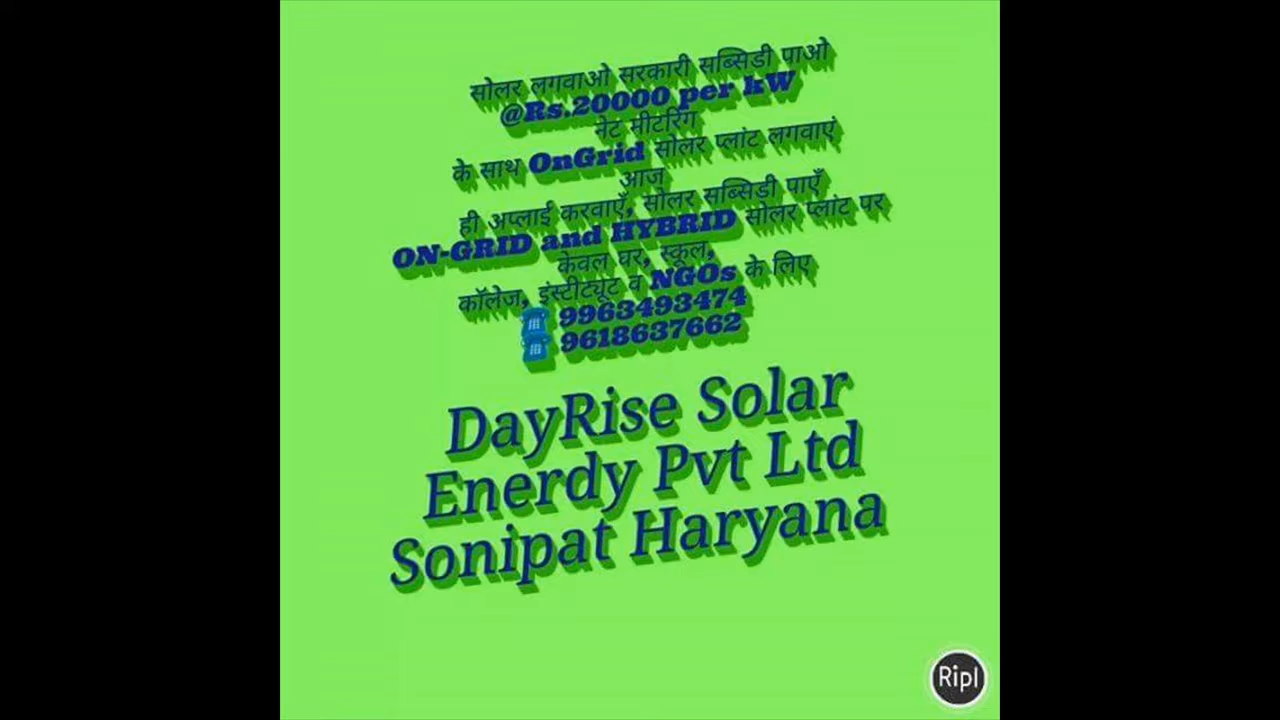 सोलर लगवाओ सरकारी सब्सिडी पाओ
@Rs.20000 per kW
नेट मीटरिंग
के साथ OnGrid सोलर प्लांट लगवाएं
आज
ही अप्लाई करवाएँ, सोलर सब्सिडी पाएँ
ON-GRID and HYBRID सोलर प्लांट पर
केवल घर, स्कूल,
कॉलेज, इंस्टीट्यूट व NGOs के लिए
☎ 9963493474
☎ 9618637662
DayRise Solar
Enerdy Pvt Ltd
Sonipat Haryana
Ripl